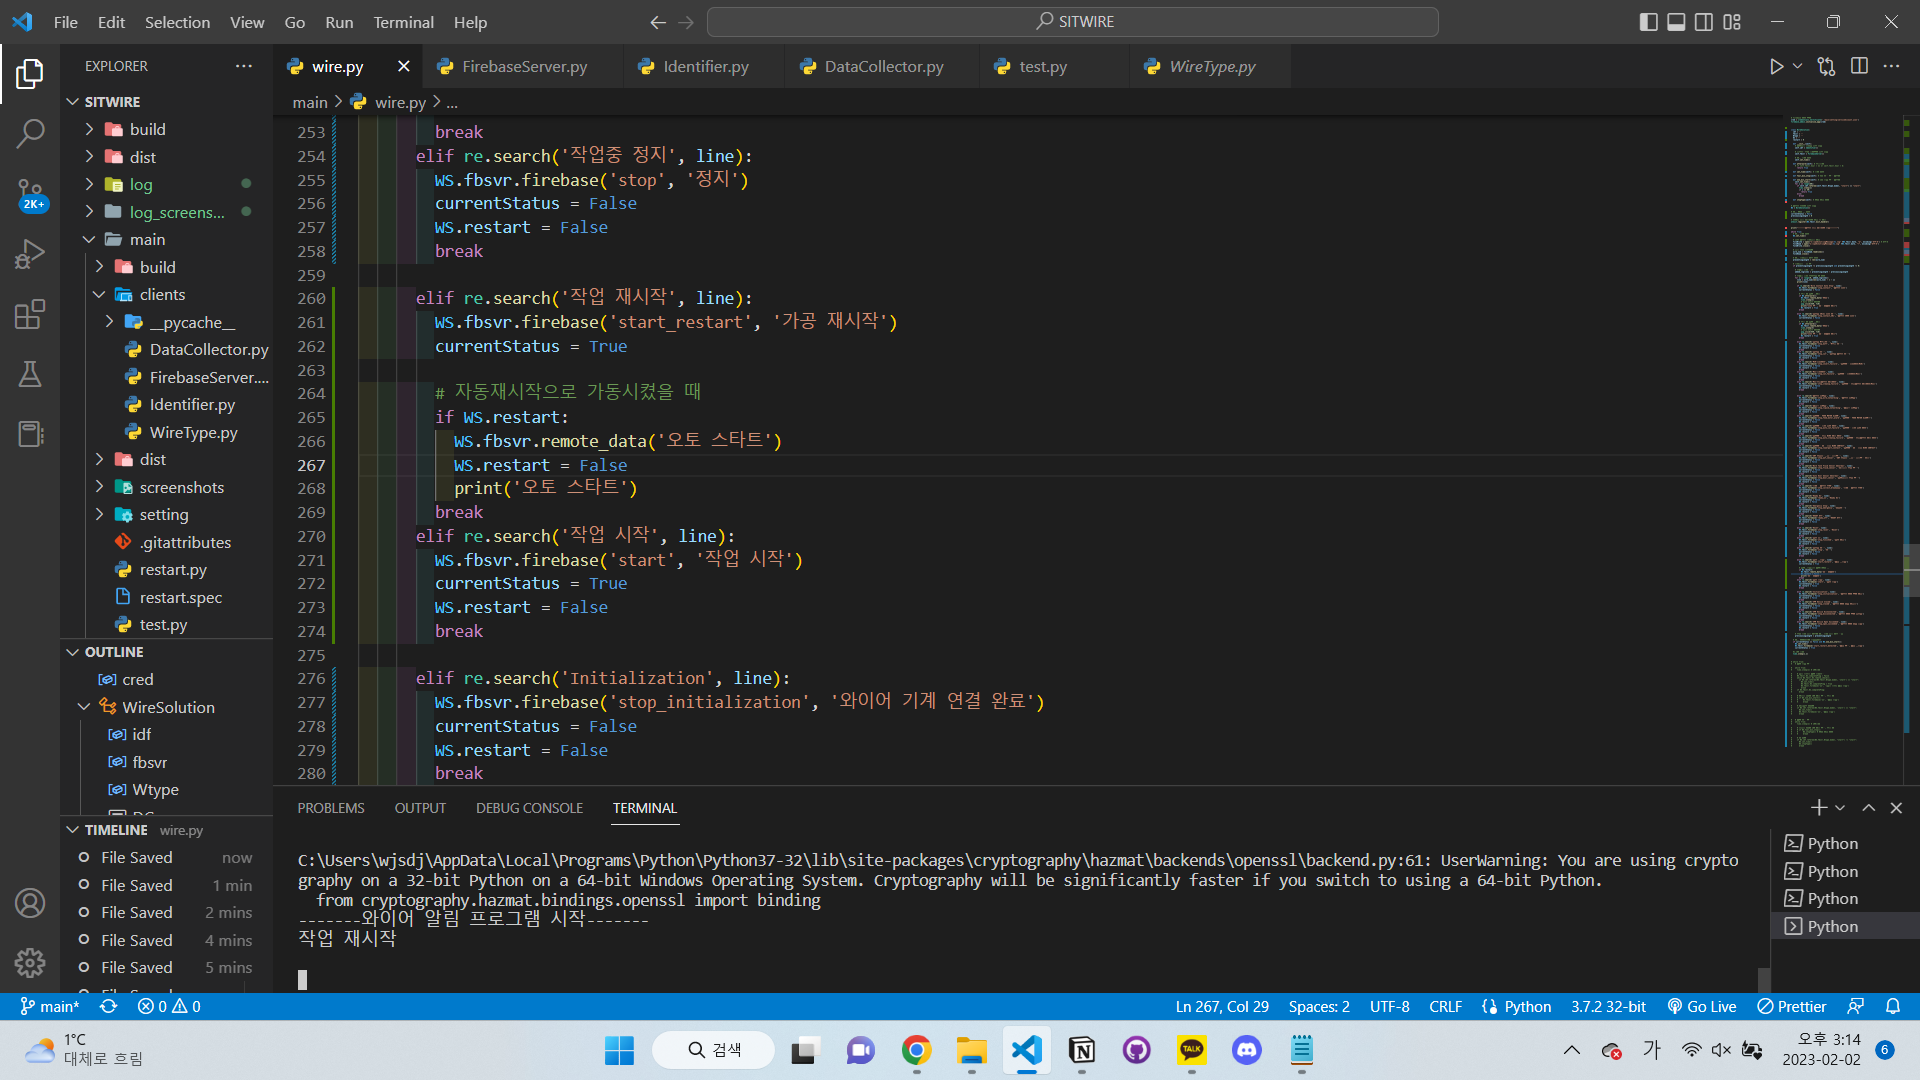 File Edit Selection View Go Run Terminal Help
SITWIRE
EXPLORER
SITWIRE
build
dist
log
log_screens...
main
build
clients
__pycache__
DataCollector.py
FirebaseServer....
Identifier.py
WireType.py
dist
screenshots
setting
.gitattributes
restart.py
restart.spec
test.py
2K+
OUTLINE
cred
WireSolution
idf
fbsvr
Wtype
TIMELINE wire.py
File Saved now
File Saved 1 min
File Saved 2 mins
File Saved 4 mins
File Saved 5 mins
wire.py FirebaseServer.py Identifier.py DataCollector.py test.py WireType.py
main > wire.py > ...
253 break
254 elif re.search('작업중 정지', line):
255 WS.fbsvr.firebase('stop', '정지')
256 currentStatus = False
257 WS.restart = False
258 break
259
260 elif re.search('작업 재시작', line):
261 WS.fbsvr.firebase('start_restart', '가공 재시작')
262 currentStatus = True
263
264 # 자동재시작으로 가동시켰을 때
265 if WS.restart:
266 WS.fbsvr.remote_data('오토 스타트')
267 WS.restart = False
268 print('오토 스타트')
269 break
270 elif re.search('작업 시작', line):
271 WS.fbsvr.firebase('start', '작업 시작')
272 currentStatus = True
273 WS.restart = False
274 break
275
276 elif re.search('Initialization', line):
277 WS.fbsvr.firebase('stop_initialization', '와이어 기계 연결 완료')
278 currentStatus = False
279 WS.restart = False
280 break
PROBLEMS OUTPUT DEBUG CONSOLE TERMINAL
C:\Users\wjsdj\AppData\Local\Programs\Python\Python37-32\lib\site-packages\cryptography\hazmat\backends\openssl\backend.py:61: UserWarning: You are using crypto
graphy on a 32-bit Python on a 64-bit Windows Operating System. Cryptography will be significantly faster if you switch to using a 64-bit Python.
from cryptography.hazmat.bindings.openssl import binding
-------와이어 알림 프로그램 시작-------
작업 재시작
Python
Python
Python
Python
main* 0 0 Ln 267, Col 29 Spaces: 2 UTF-8 CRLF Python 3.7.2 32-bit Go Live Prettier
1°C
대체로 흐림
검색
TALK
가
오후 3:14
2023-02-02
6